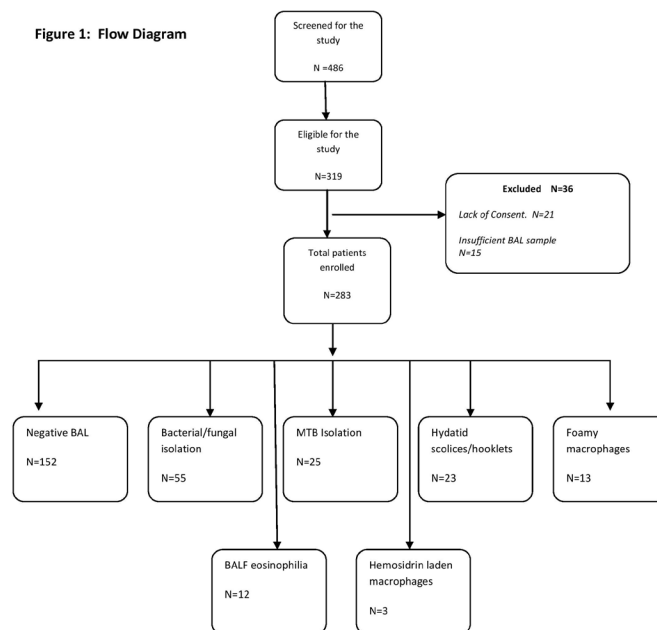 Figure 1: Flow Diagram
Screened for the
study
N =486
Eligible for the
study
N=319
Excluded N=36
Lack of Consent. N=21
Insufficient BAL sample
N=15
Total patients
enrolled
N=283
Negative BAL
N=152
Bacterial/fungal
isolation
N=55
MTB Isolation
N=25
Hydatid
scolices/hooklets
N=23
Foamy
macrophages
N=13
BALF eosinophilia
N=12
Hemosidrin laden
macrophages
N=3